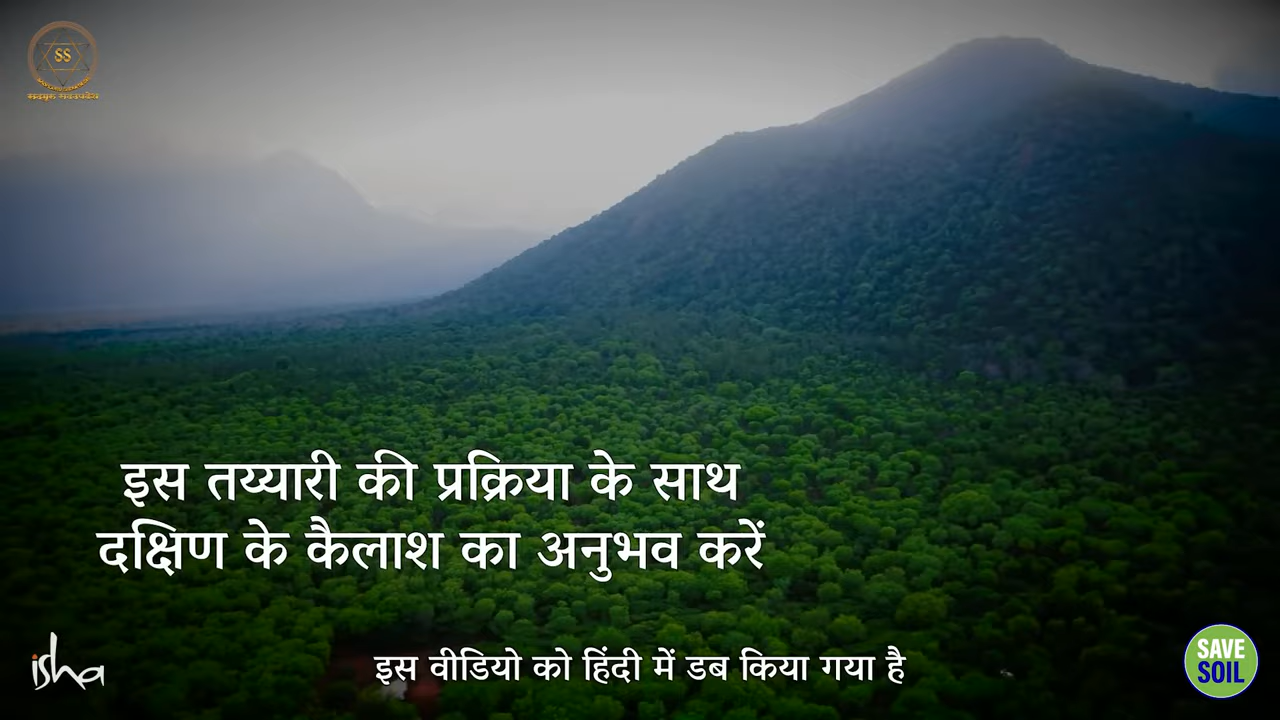 SS
इस तय्यारी की प्रक्रिया के साथ
दक्षिण के कैलाश का अनुभव करें
isha
इस वीडियो को हिंदी में डब किया गया है
SAVE
SOIL